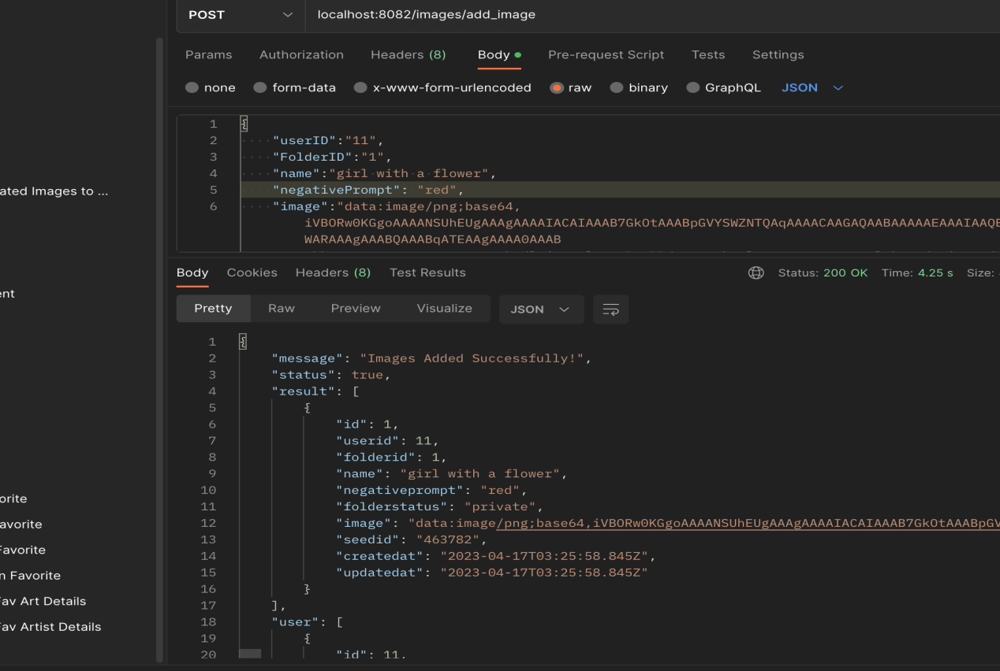 POST localhost:8082/images/add_image
Params Authorization Headers (8) Body Pre-request Script Tests Settings
none form-data x-www-form-urlencoded raw binary GraphQL JSON
1 {
2 "userID":"11",
3 "FolderID":"1",
4 "name":"girl with a flower",
5 "negativePrompt": "red",
6 "image":"data:image/png;base64,
iVBORw0KGgoAAAANSUhEUgAAAgAAAAIACAIAAAB7GkOtAAABpGVYSWZNTQAqAAAACAAGAQAABAAAAAEAAAIAAQE
WARAAAgAAABQAAABqATEAAgAAAA0AAAB
Body Cookies Headers (8) Test Results Status: 200 OK Time: 4.25 s Size:
Pretty Raw Preview Visualize JSON
1 {
2 "message": "Images Added Successfully!",
3 "status": true,
4 "result": [
5 {
6 "id": 1,
7 "userid": 11,
8 "folderid": 1,
9 "name": "girl with a flower",
10 "negativeprompt": "red",
11 "folderstatus": "private",
12 "image": "data:image/png;base64,iVBORw0KGgoAAAANSUhEUgAAAgAAAAIACAIAAAB7GkOtAAABpGV
13 "seedid": "463782",
14 "createdat": "2023-04-17T03:25:58.845Z",
15 "updatedat": "2023-04-17T03:25:58.845Z"
16 }
17 ],
18 "user": [
19 {
20 "id": 11,
ated Images to ...
ent
orite
avorite
Favorite
n Favorite
Fav Art Details
Fav Artist Details